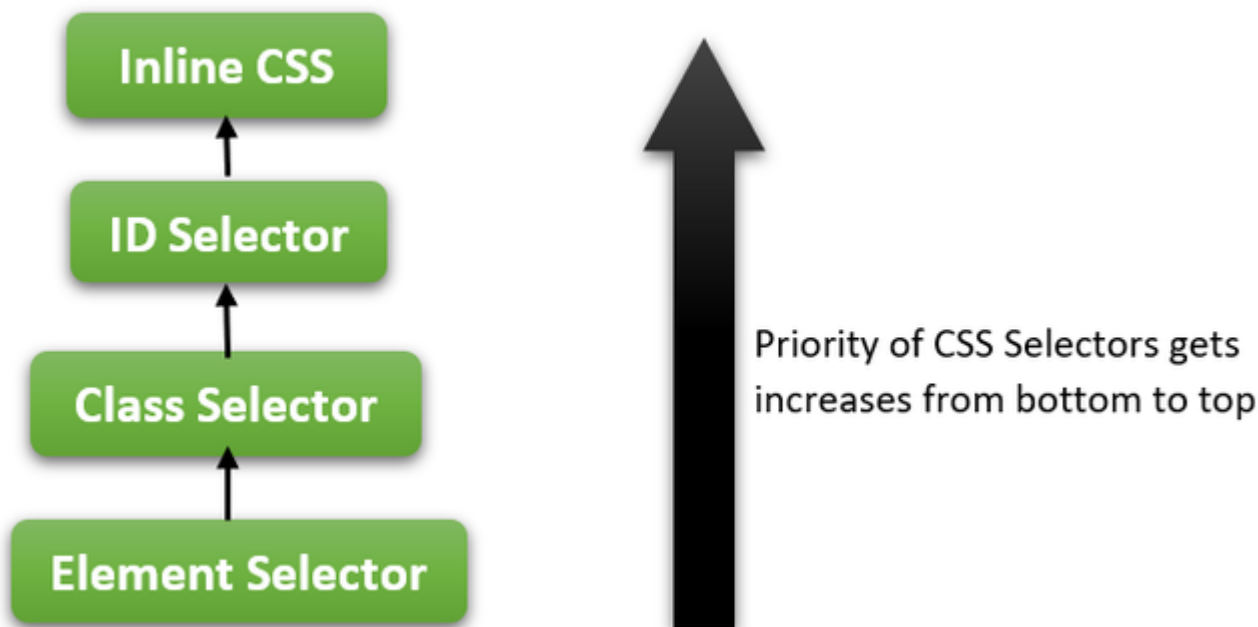 Inline CSS
ID Selector
Class Selector
Element Selector
Priority of CSS Selectors gets
increases from bottom to top